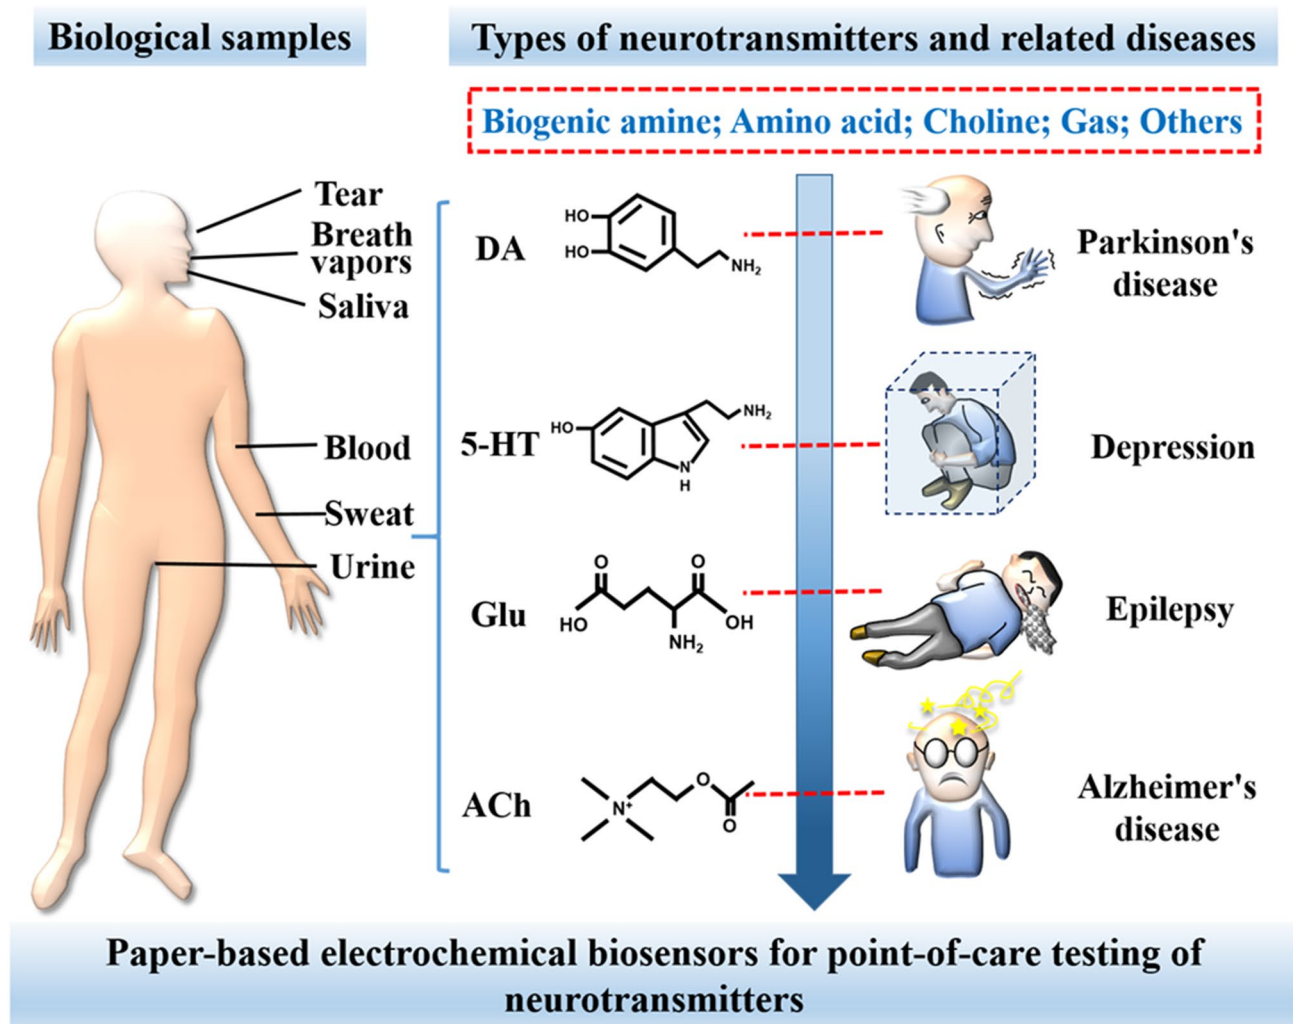 Biological samples
Types of neurotransmitters and related diseases
Biogenic amine; Amino acid; Choline; Gas; Others
Tear
Breath
vapors
Saliva
Blood
Sweat
Urine
DA
HO
HO
NH₂
Parkinson's
disease
5-HT
HO
NH₂
N
H
Depression
Glu
O
O
HO
OH
NH₂
Epilepsy
ACh
N⁺
O
O
Alzheimer's
disease
Paper-based electrochemical biosensors for point-of-care testing of
neurotransmitters